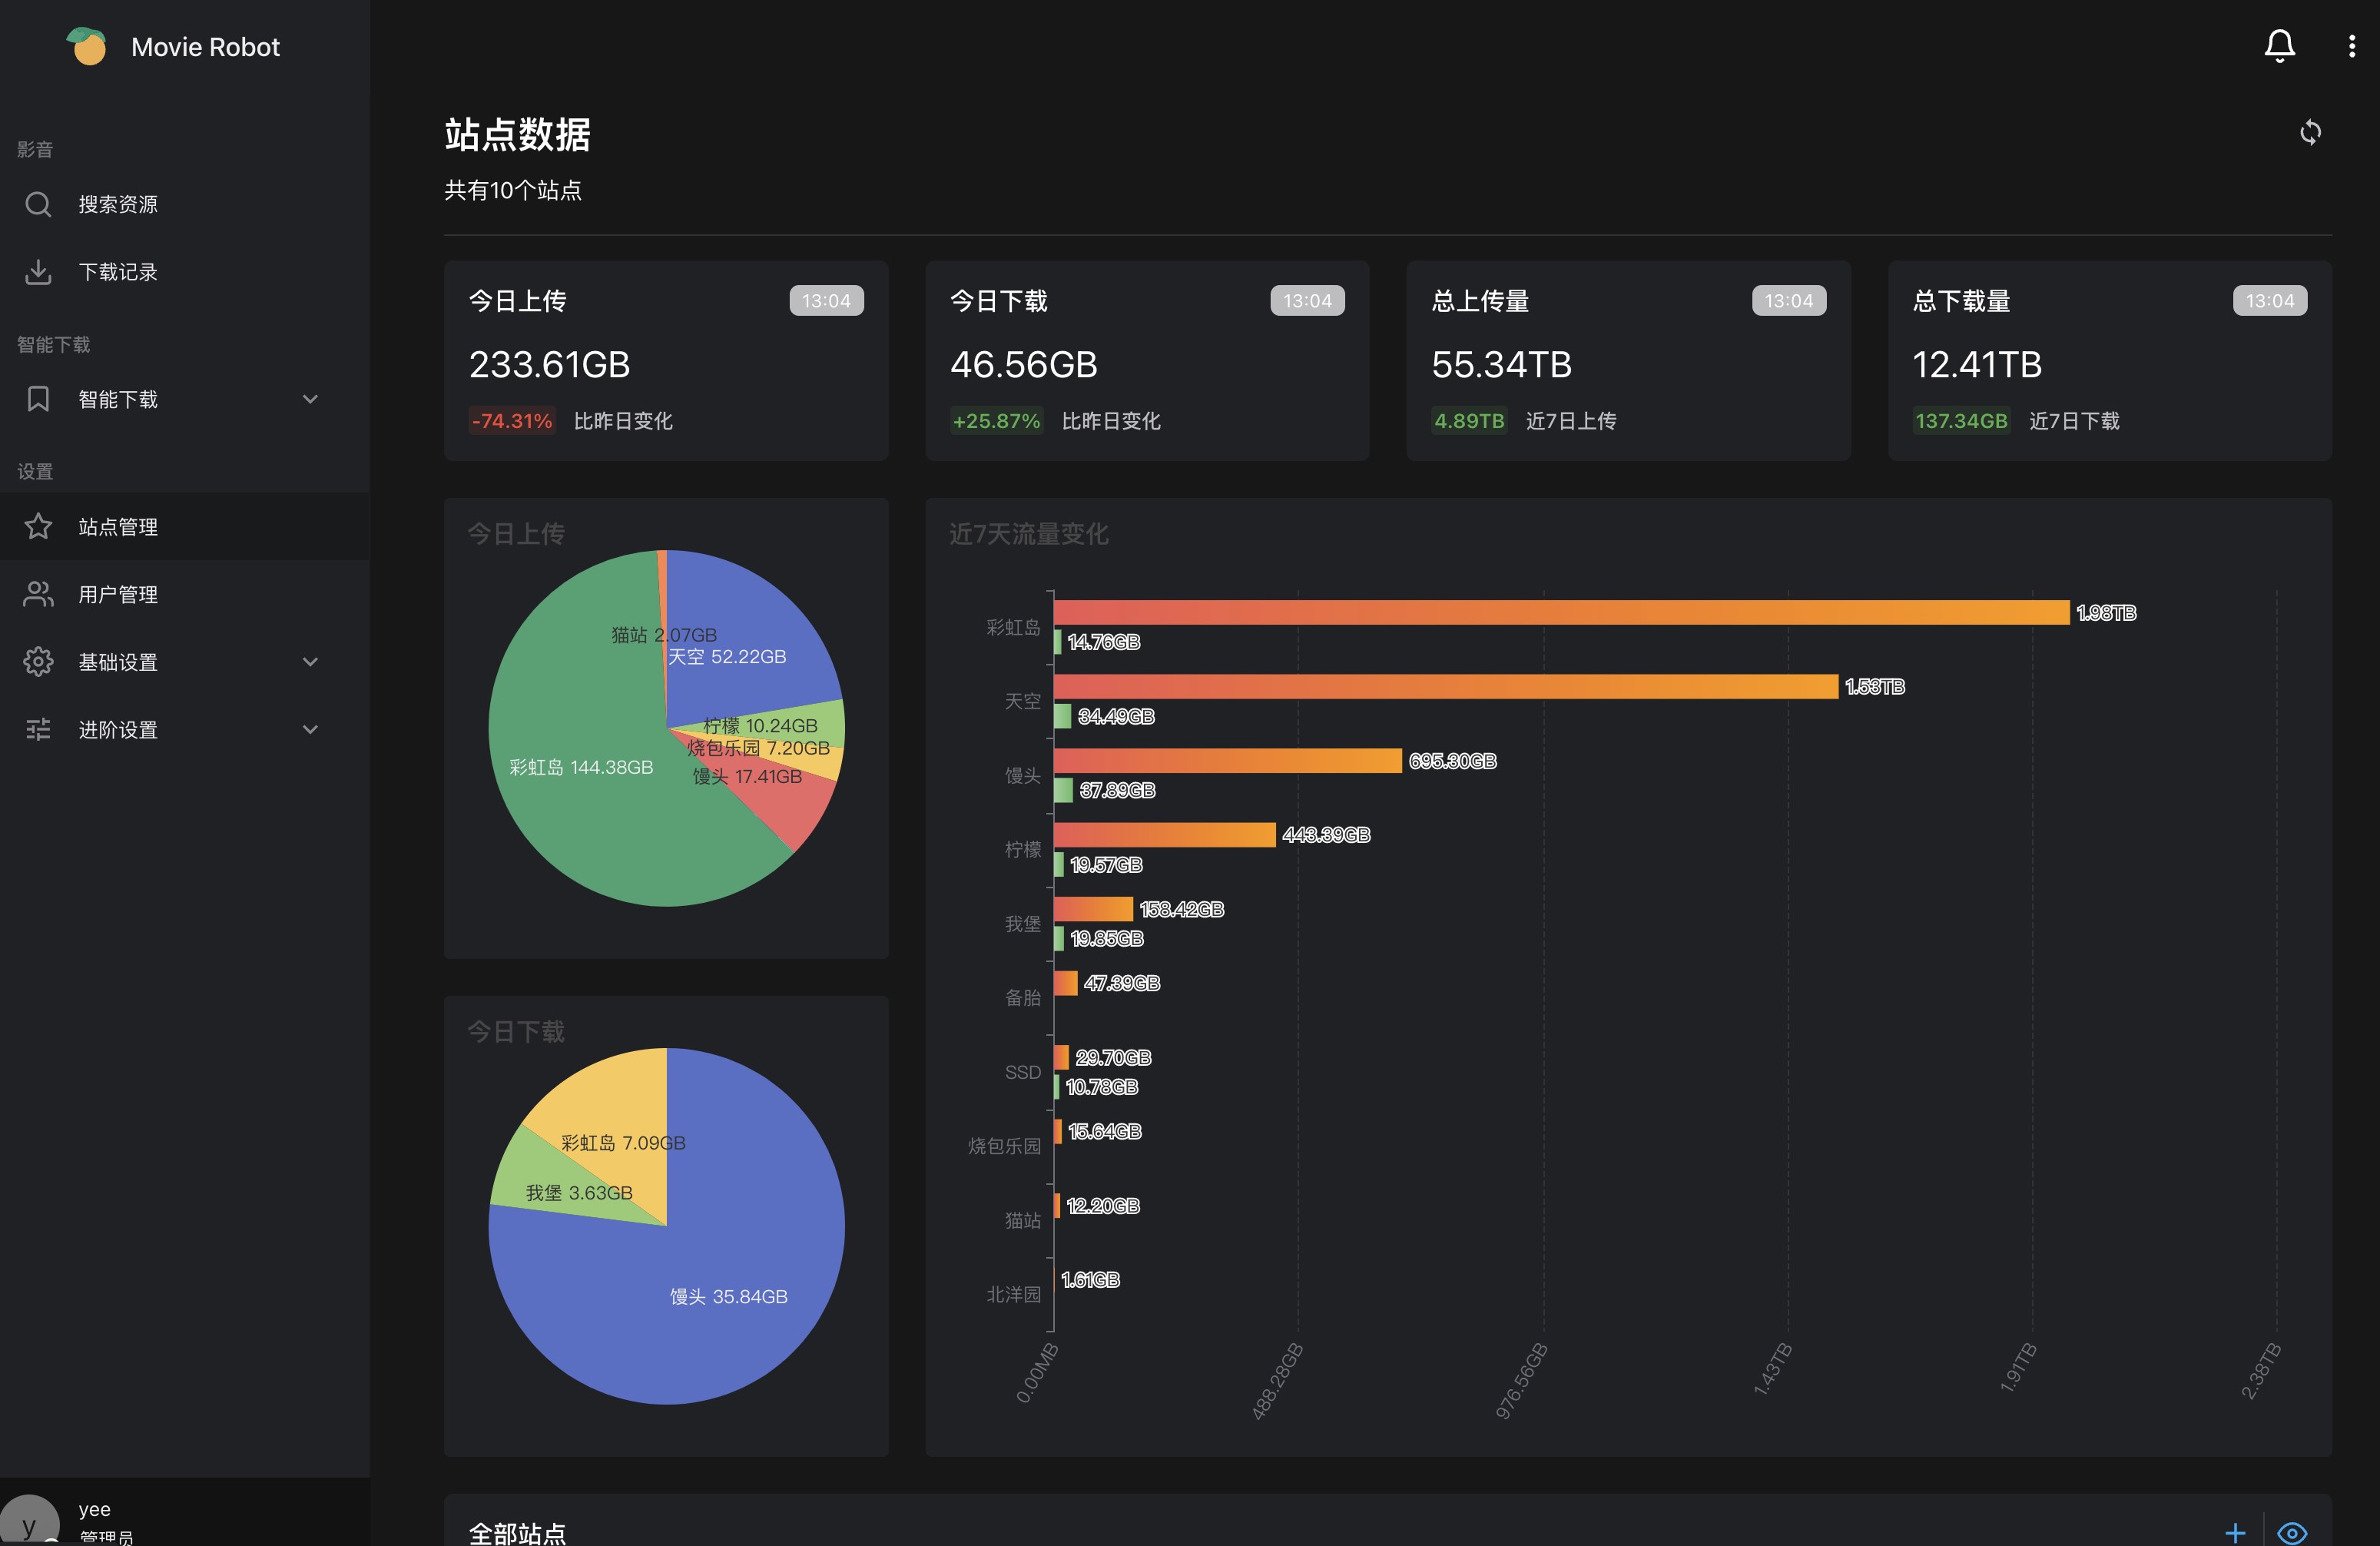 Movie Robot
影音
搜索资源
下载记录
智能下载
智能下载
设置
站点管理
用户管理
基础设置
进阶设置
y
yee
管理员
站点数据
共有10个站点
今日上传
13:04
233.61GB
-74.31% 比昨日变化
今日下载
13:04
46.56GB
+25.87% 比昨日变化
总上传量
13:04
55.34TB
4.89TB 近7日上传
总下载量
13:04
12.41TB
137.34GB 近7日下载
今日上传
猫站 2.07GB
天空 52.22GB
柠檬 10.24GB
烧包乐园 7.20GB
彩虹岛 144.38GB
馒头 17.41GB
今日下载
彩虹岛 7.09GB
我堡 3.63GB
馒头 35.84GB
近7天流量变化
彩虹岛
1.98TB
14.76GB
天空
1.53TB
34.49GB
馒头
695.30GB
37.89GB
柠檬
443.39GB
19.57GB
我堡
158.42GB
19.85GB
备胎
47.39GB
SSD
29.70GB
10.78GB
烧包乐园
15.64GB
猫站
12.20GB
北洋园
1.61GB
0.00MB
488.28GB
976.56GB
1.43TB
1.91TB
2.38TB
全部站点